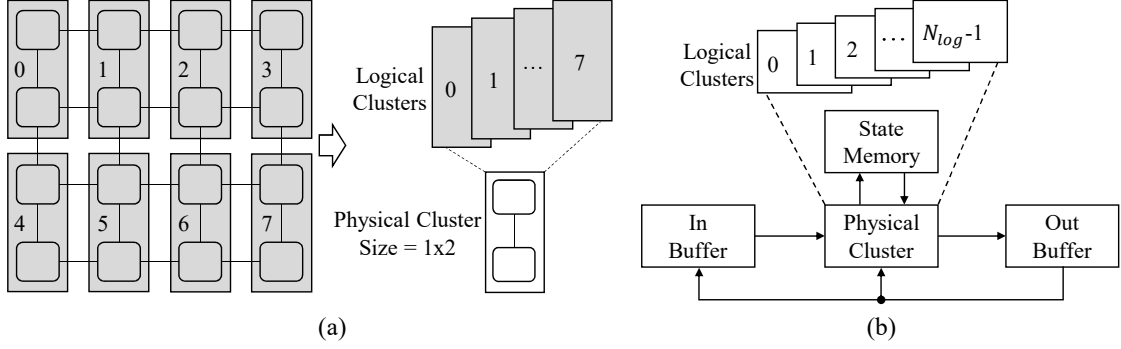 0
1
2
3
4
5
6
7
Logical
Clusters
0
1
...
7
Physical Cluster
Size = 1x2
(a)
Logical
Clusters
0
1
2
...
N_log-1
State
Memory
In
Buffer
Physical
Cluster
Out
Buffer
(b)